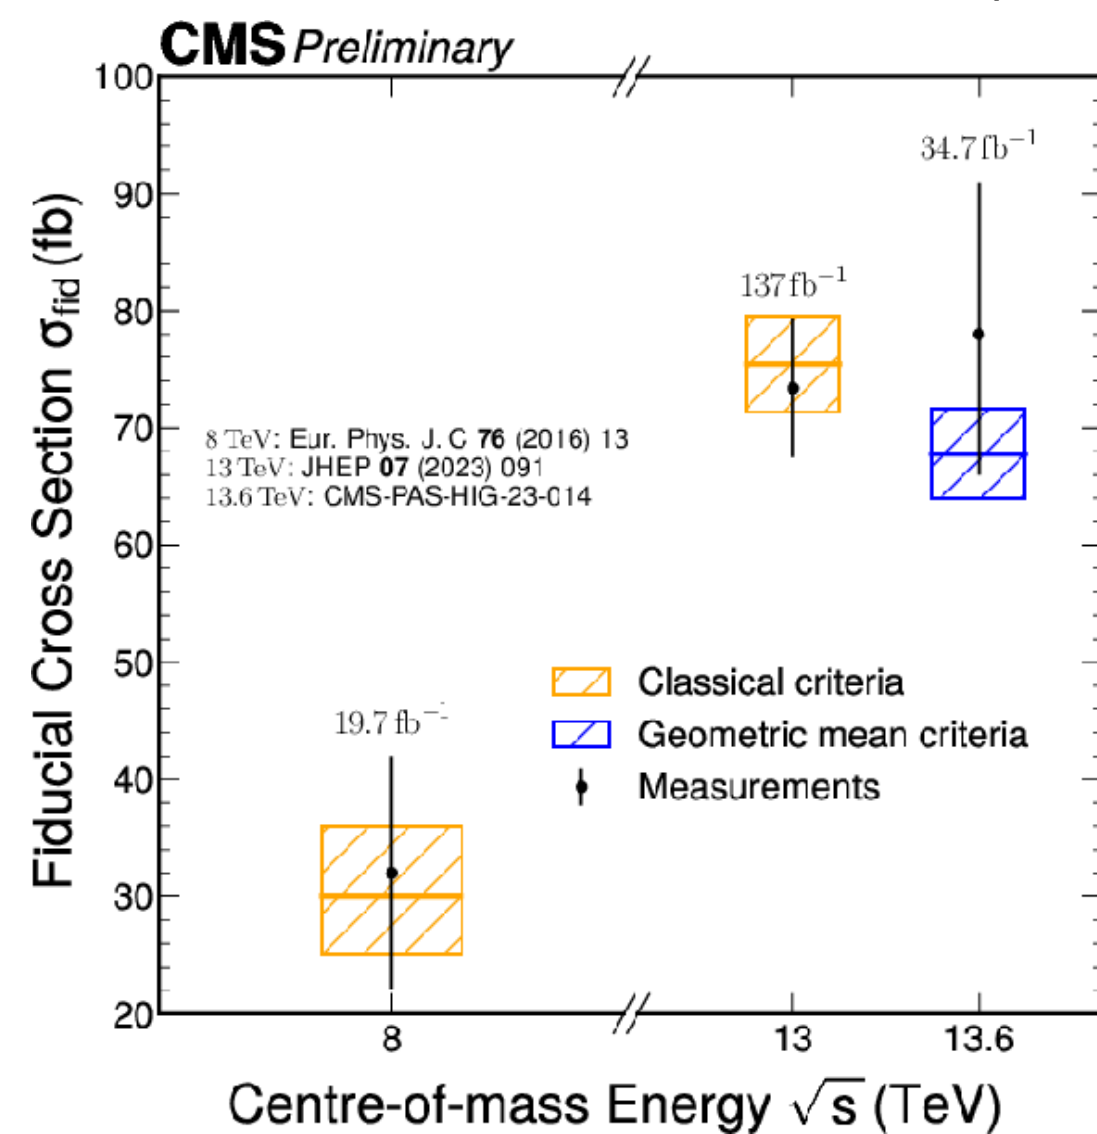 CMS Preliminary
100
90
80
70
60
50
40
30
20
Fiducial Cross Section σfid (fb)
34.7 fb⁻¹
137 fb⁻¹
8 TeV: Eur. Phys. J. C 76 (2016) 13
13 TeV: JHEP 07 (2023) 091
13.6 TeV: CMS-PAS-HIG-23-014
Classical criteria
Geometric mean criteria
Measurements
19.7 fb⁻
8
13
13.6
Centre-of-mass Energy √s (TeV)